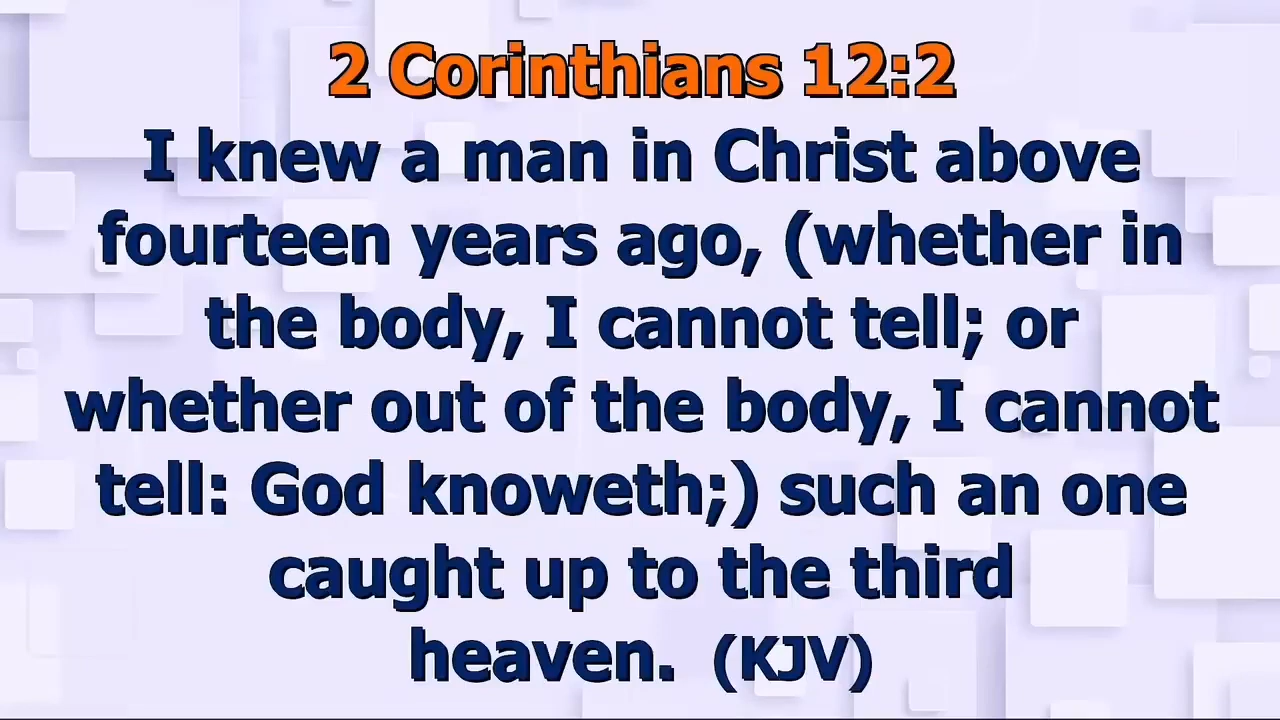 2 Corinthians 12:2
I knew a man in Christ above
fourteen years ago, (whether in
the body, I cannot tell; or
whether out of the body, I cannot
tell: God knoweth;) such an one
caught up to the third
heaven. (KJV)